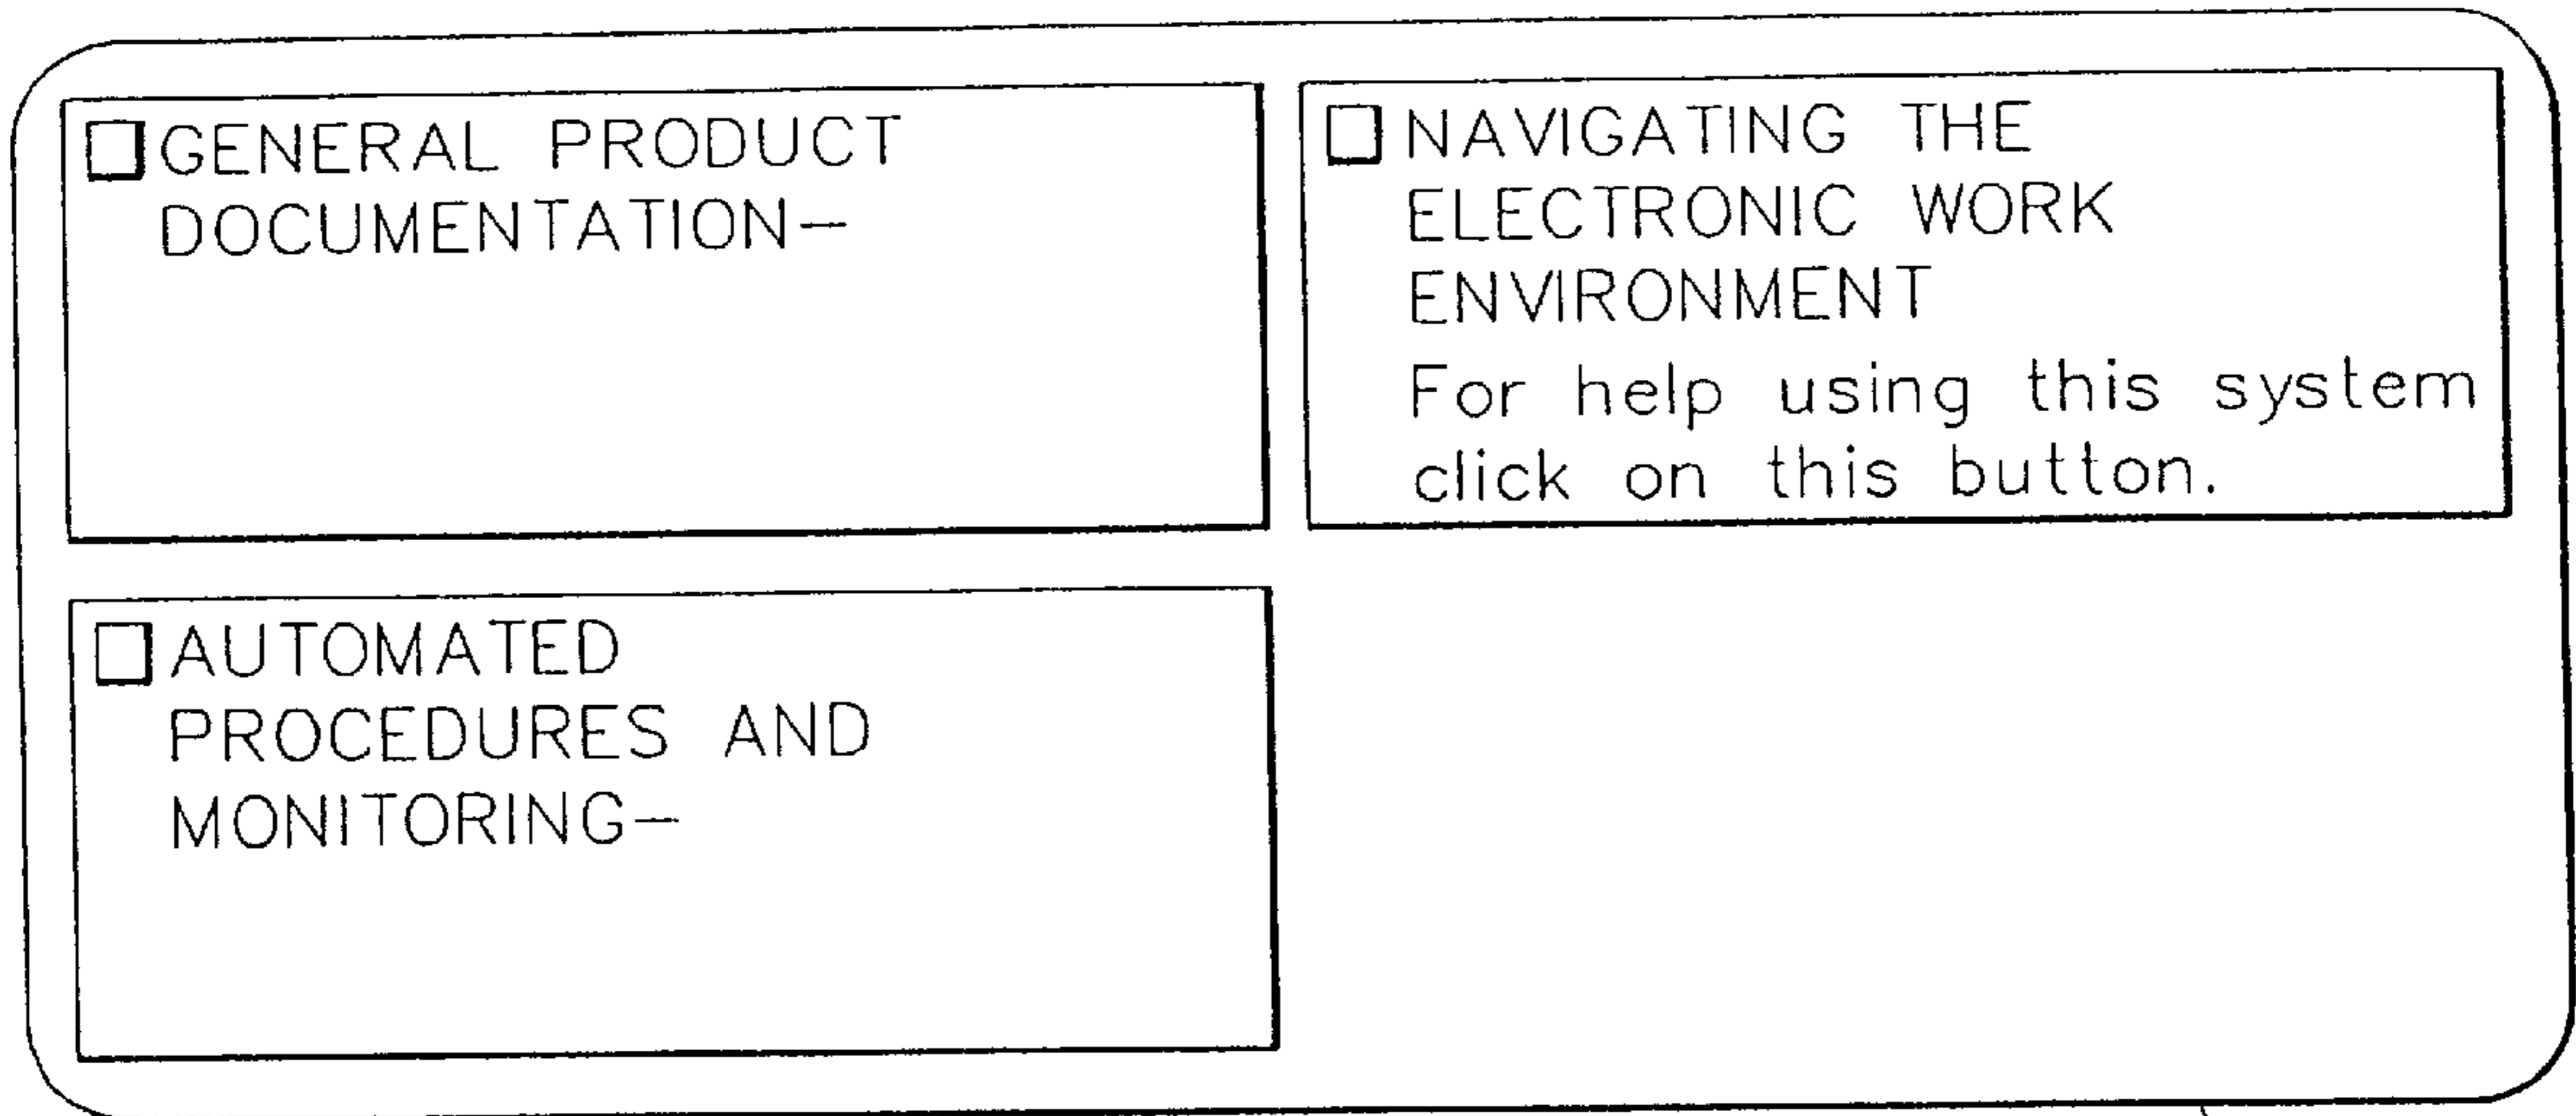 GENERAL PRODUCT
DOCUMENTATION—
NAVIGATING THE
ELECTRONIC WORK
ENVIRONMENT
For help using this system
click on this button.
AUTOMATED
PROCEDURES AND
MONITORING—